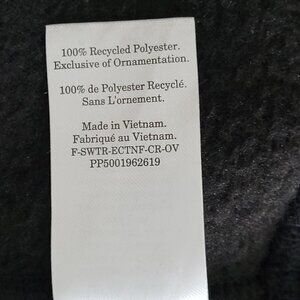 100% Recycled Polyester.
Exclusive of Ornamentation.
100% de Polyester Recyclé.
Sans L'ornement.
Made in Vietnam.
Fabriqué au Vietnam.
F-SWTR-ECTNF-CR-OV
PP5001962619